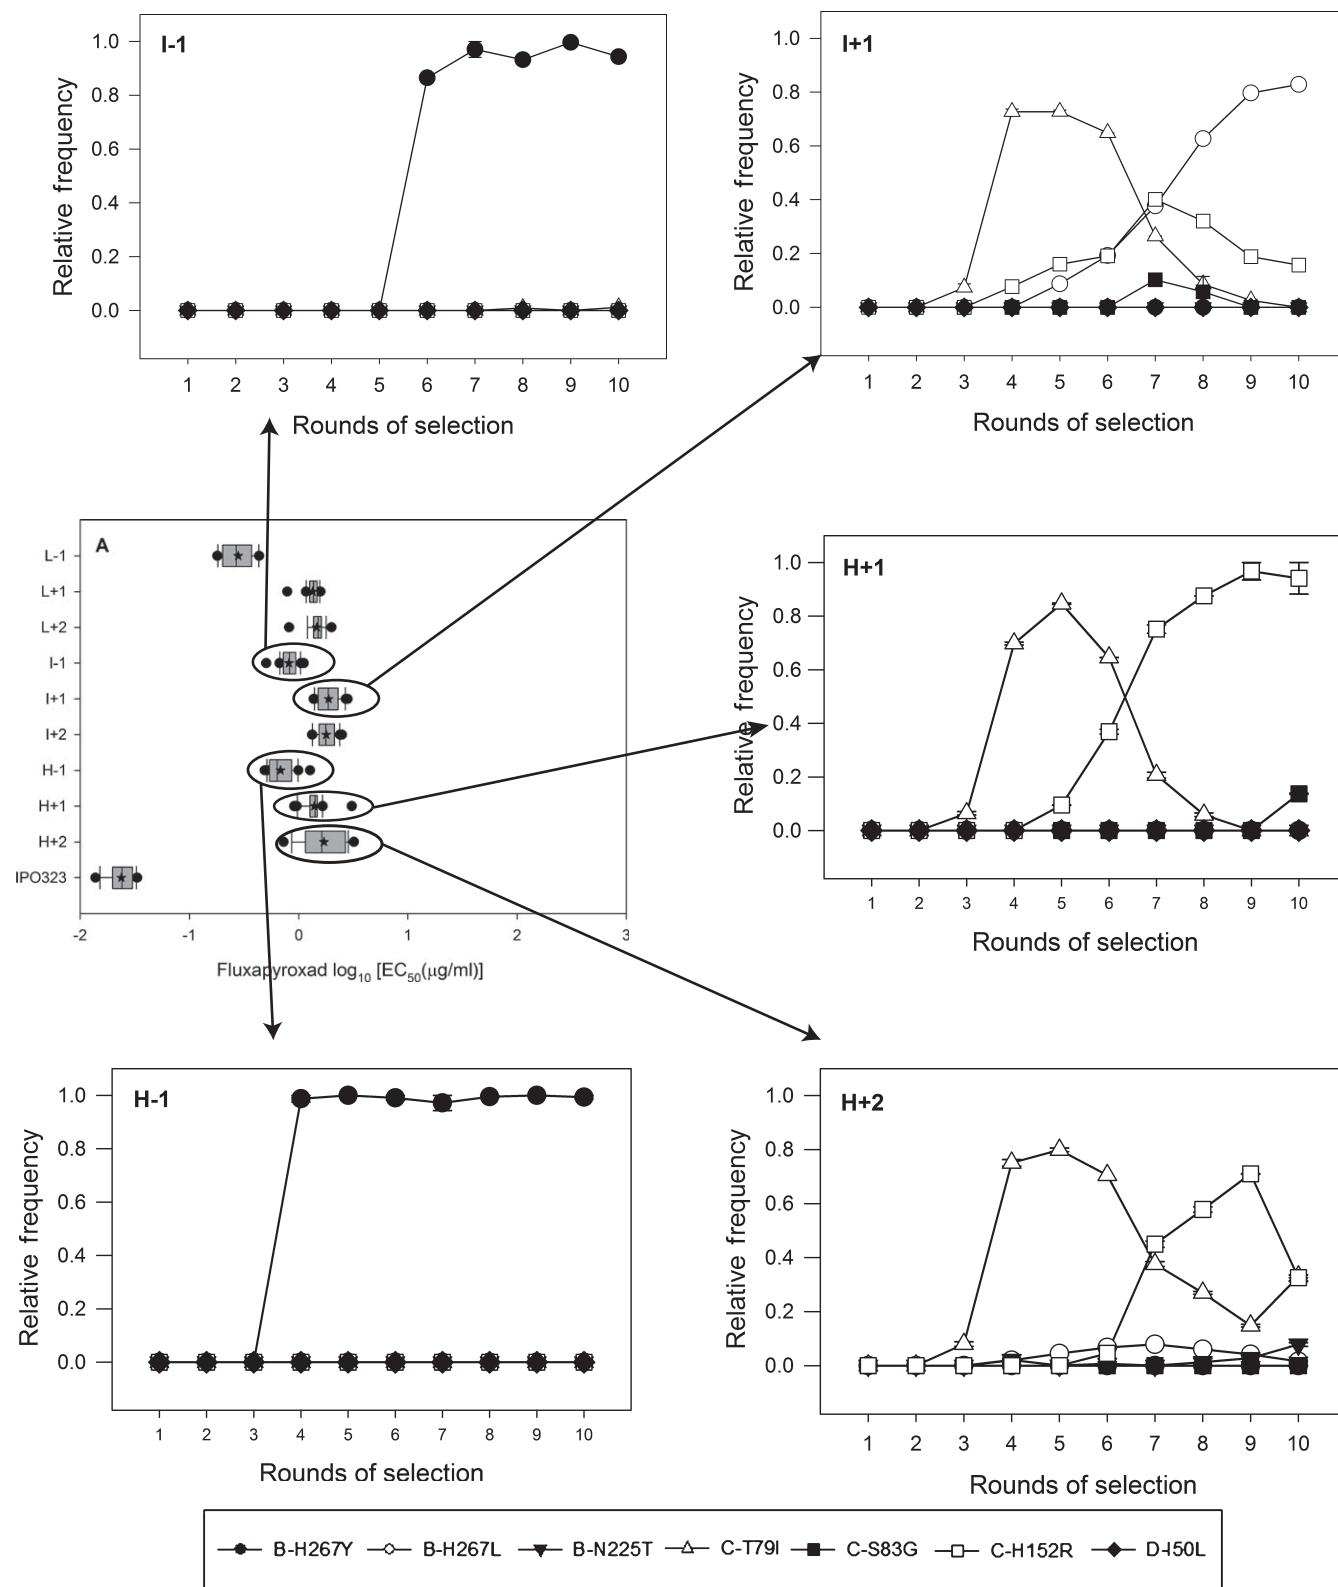 I-1
Relative frequency
1.0
0.8
0.6
0.4
0.2
0.0
1 2 3 4 5 6 7 8 9 10
Rounds of selection
I+1
Relative frequency
1.0
0.8
0.6
0.4
0.2
0.0
1 2 3 4 5 6 7 8 9 10
Rounds of selection
A
L-1
L+1
L+2
I-1
I+1
I+2
H-1
H+1
H+2
IPO323
-2 -1 0 1 2 3
Fluxapyroxad log10 [EC50(μg/ml)]
H+1
Relative frequency
1.0
0.8
0.6
0.4
0.2
0.0
1 2 3 4 5 6 7 8 9 10
Rounds of selection
H-1
Relative frequency
1.0
0.8
0.6
0.4
0.2
0.0
1 2 3 4 5 6 7 8 9 10
Rounds of selection
H+2
Relative frequency
1.0
0.8
0.6
0.4
0.2
0.0
1 2 3 4 5 6 7 8 9 10
Rounds of selection
B-H267Y B-H267L B-N225T C-T79I C-S83G C-H152R D-I50L